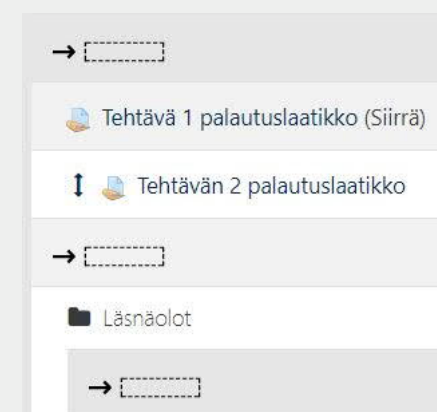 Tehtävä 1 palautuslaatikko (Siirrä)
Tehtävän 2 palautuslaatikko
Läsnäolot